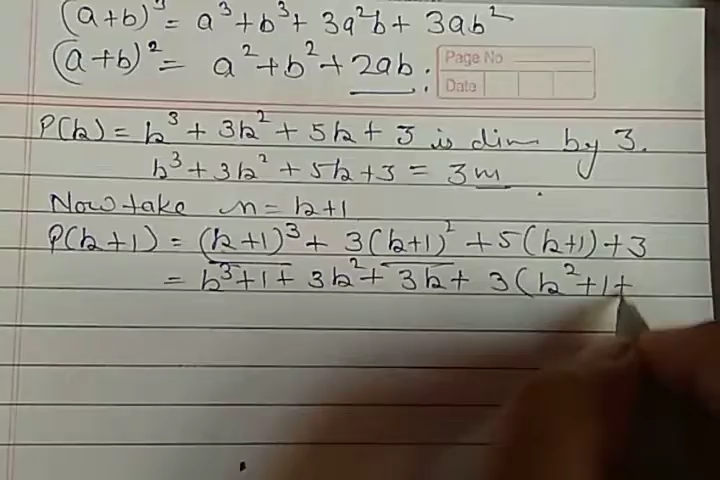 (a+b)³ = a³+b³+ 3a²b+ 3ab²
(a+b)² = a²+b²+2ab :
Page No
Date
P(k) = k³ + 3k² + 5k + 3 is divn by 3.
k³ + 3k² + 5k + 3 = 3m
Now take n = k+1
P(k+1) = (k+1)³ + 3(k+1)² + 5(k+1) + 3
= k³+1+ 3k²+ 3k+ 3(k²+1+